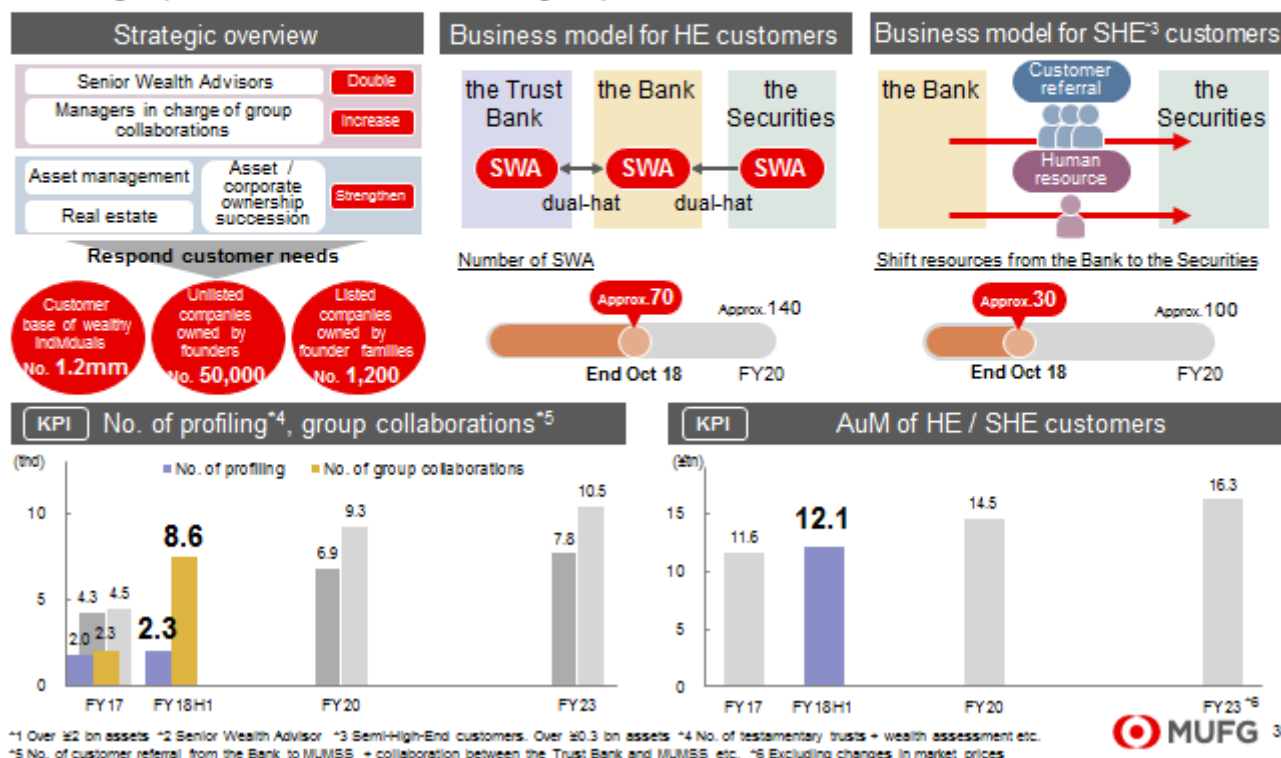 Strategic overview
Senior Wealth Advisors
Double
Managers in charge of group
collaborations
Increase
Asset management
Real estate
Asset /
corporate
ownership
succession
Strengthen
Respond customer needs
Customer
base of wealthy
individuals
No. 1.2mm
Unlisted
companies
owned by
founders
No. 50,000
Listed
companies
owned by
founder families
No. 1,200
Business model for HE customers
the Trust
Bank
the Bank
the
Securities
SWA
SWA
SWA
dual-hat
dual-hat
Number of SWA
Approx.70
Approx.140
End Oct 18
FY20
Business model for SHE*3 customers
the Bank
Customer
referral
the
Securities
Human
resource
Shift resources from the Bank to the Securities
Approx.30
Approx.100
End Oct 18
FY20
KPI No. of profiling*4, group collaborations*5
(thd)
No. of profiling
No. of group collaborations
10
5
0
4.3
4.5
2.0
2.3
2.3
8.6
6.9
9.3
7.8
10.5
FY17
FY18H1
FY20
FY23
KPI AuM of HE / SHE customers
(¥tn)
15
10
5
0
11.6
12.1
14.5
16.3
FY17
FY18H1
FY20
FY23 *6
*1 Over ¥2 bn assets *2 Senior Wealth Advisor *3 Semi-High-End customers. Over ¥0.3 bn assets *4 No. of testamentary trusts + wealth assessment etc.
*5 No. of customer referral from the Bank to MUMSS + collaboration between the Trust Bank and MUMSS etc. *6 Excluding changes in market prices
MUFG
3